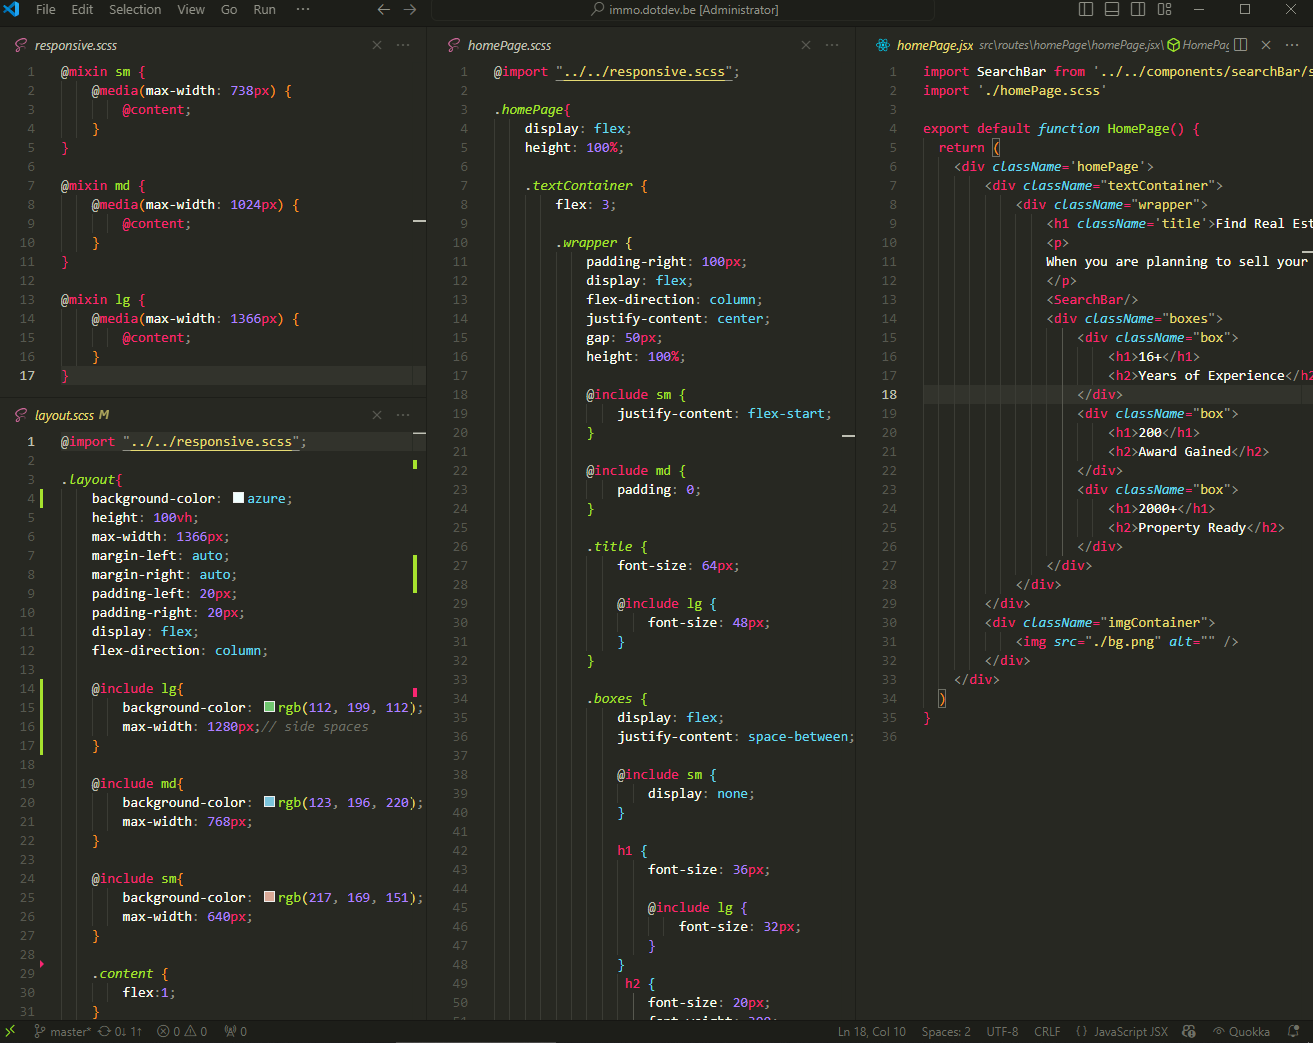 File Edit Selection View Go Run ··· immo.dotdev.be [Administrator]
responsive.scss
1 @mixin sm {
2 @media(max-width: 738px) {
3 @content;
4 }
5 }
6
7 @mixin md {
8 @media(max-width: 1024px) {
9 @content;
10 }
11 }
12
13 @mixin lg {
14 @media(max-width: 1366px) {
15 @content;
16 }
17 }
layout.scss M
1 @import "../../responsive.scss";
2
3 .layout{
4 background-color: azure;
5 height: 100vh;
6 max-width: 1366px;
7 margin-left: auto;
8 margin-right: auto;
9 padding-left: 20px;
10 padding-right: 20px;
11 display: flex;
12 flex-direction: column;
13
14 @include lg{
15 background-color: rgb(112, 199, 112);
16 max-width: 1280px;// side spaces
17 }
18
19 @include md{
20 background-color: rgb(123, 196, 220);
21 max-width: 768px;
22 }
23
24 @include sm{
25 background-color: rgb(217, 169, 151);
26 max-width: 640px;
27 }
28
29 .content {
30 flex:1;
31 }
homePage.scss
1 @import "../../responsive.scss";
2
3 .homePage{
4 display: flex;
5 height: 100%;
6
7 .textContainer {
8 flex: 3;
9
10 .wrapper {
11 padding-right: 100px;
12 display: flex;
13 flex-direction: column;
14 justify-content: center;
15 gap: 50px;
16 height: 100%;
17
18 @include sm {
19 justify-content: flex-start;
20 }
21
22 @include md {
23 padding: 0;
24 }
25
26 .title {
27 font-size: 64px;
28
29 @include lg {
30 font-size: 48px;
31 }
32 }
33
34 .boxes {
35 display: flex;
36 justify-content: space-between;
37
38 @include sm {
39 display: none;
40 }
41
42 h1 {
43 font-size: 36px;
44
45 @include lg {
46 font-size: 32px;
47 }
48 }
49 h2 {
50 font-size: 20px;
homePage.jsx src\routes\homePage\homePage.jsx\ HomePag
1 import SearchBar from '../../components/searchBar/s
2 import './homePage.scss'
3
4 export default function HomePage() {
5 return (
6 <div className='homePage'>
7 <div className="textContainer">
8 <div className="wrapper">
9 <h1 className='title'>Find Real Est
10 <p>
11 When you are planning to sell your
12 </p>
13 <SearchBar/>
14 <div className="boxes">
15 <div className="box">
16 <h1>16+</h1>
17 <h2>Years of Experience</h2
18 </div>
19 <div className="box">
20 <h1>200</h1>
21 <h2>Award Gained</h2>
22 </div>
23 <div className="box">
24 <h1>2000+</h1>
25 <h2>Property Ready</h2>
26 </div>
27 </div>
28 </div>
29 </div>
30 <div className="imgContainer">
31 <img src="./bg.png" alt="" />
32 </div>
33 </div>
34 )
35 }
36
master* 0↓ 1↑ 0 0 0 Ln 18, Col 10 Spaces: 2 UTF-8 CRLF {} JavaScript JSX Quokka